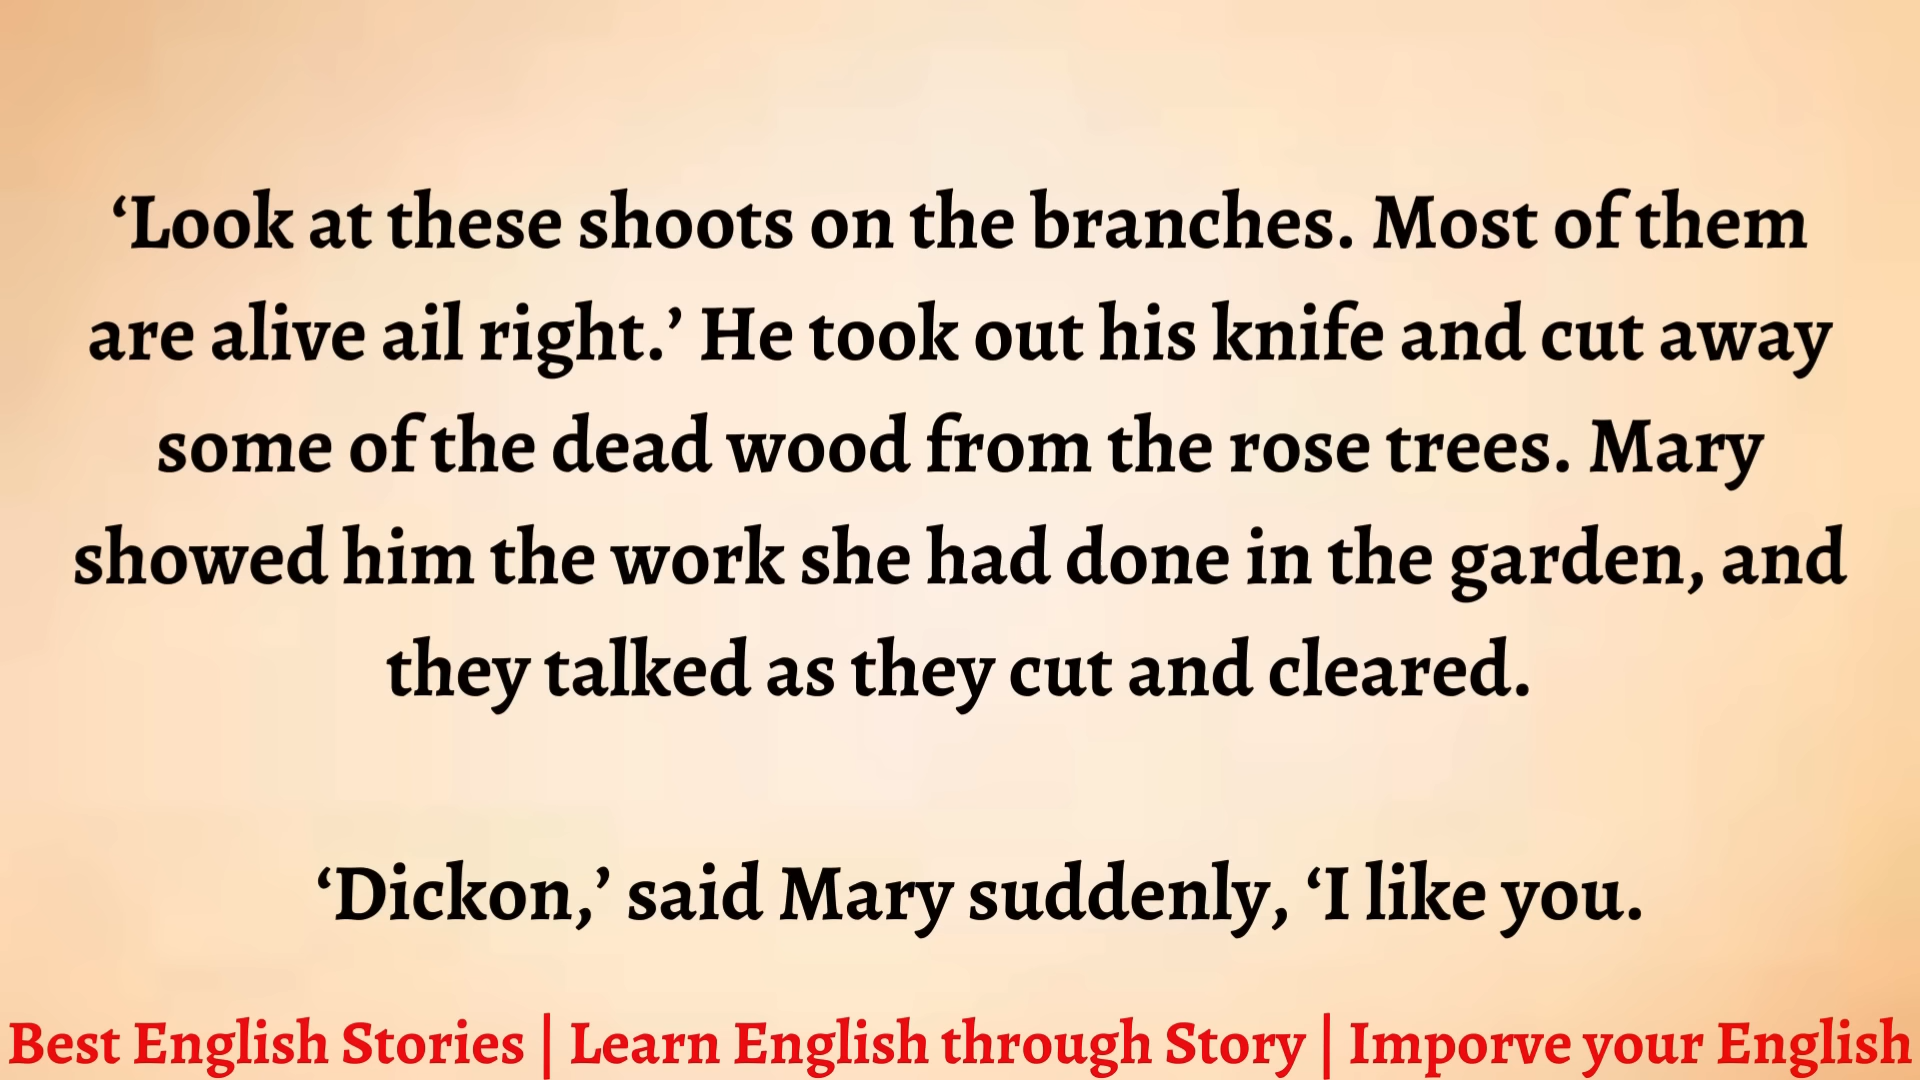 ‘Look at these shoots on the branches. Most of them
are alive ail right.’ He took out his knife and cut away
some of the dead wood from the rose trees. Mary
showed him the work she had done in the garden, and
they talked as they cut and cleared.
‘Dickon,’ said Mary suddenly, ‘I like you.
Best English Stories | Learn English through Story | Imporve your English